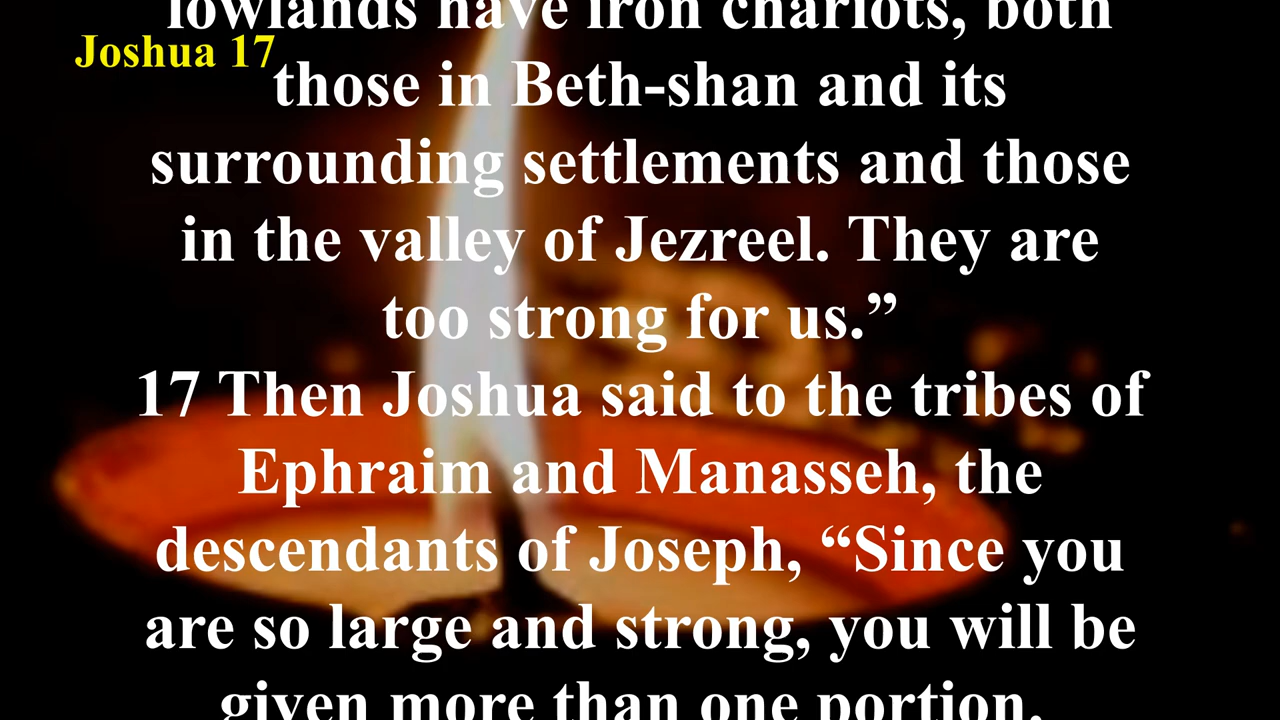 lowlands have iron chariots, both
Joshua 17
those in Beth-shan and its
surrounding settlements and those
in the valley of Jezreel. They are
too strong for us.”
17 Then Joshua said to the tribes of
Ephraim and Manasseh, the
descendants of Joseph, “Since you
are so large and strong, you will be
given more than one portion.